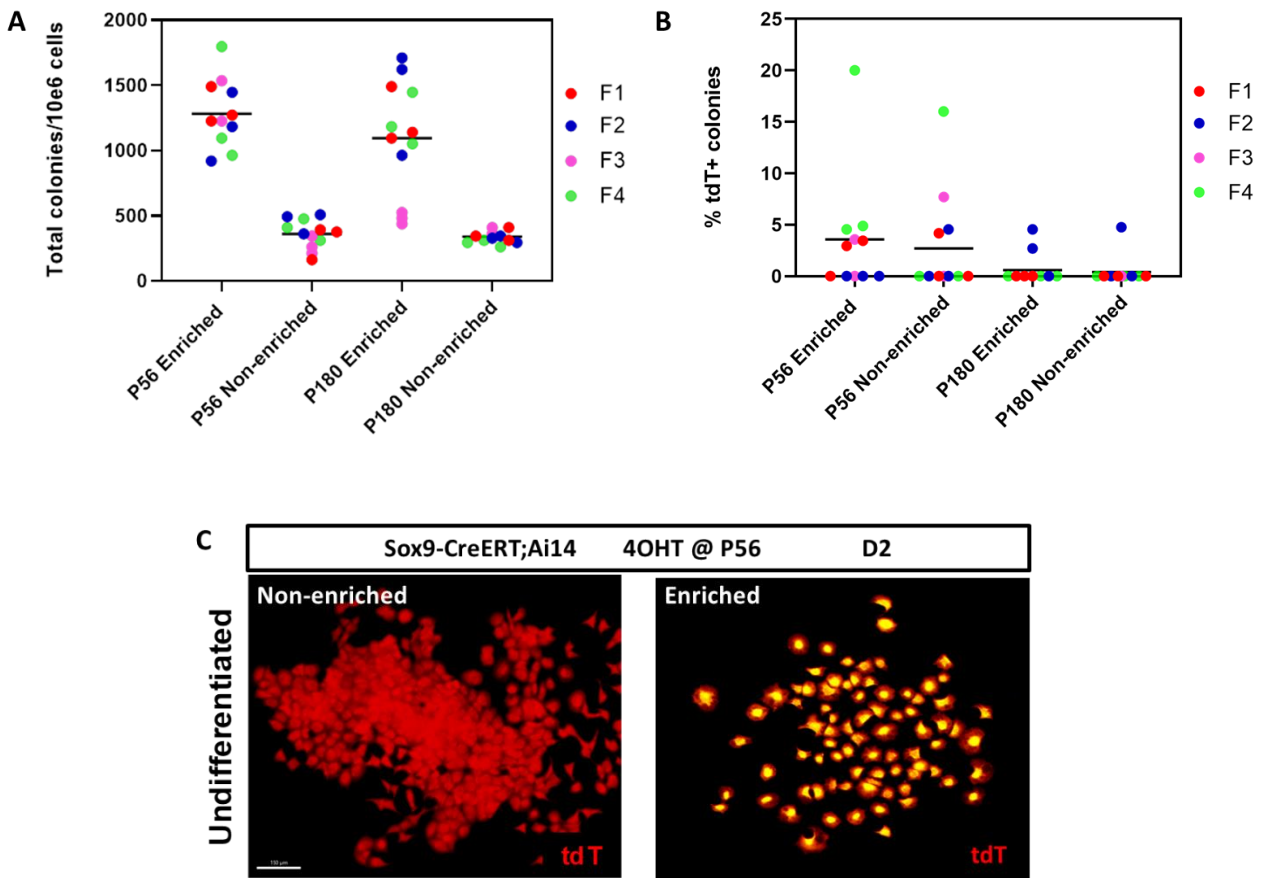 A
Total colonies/10e6 cells
2000
1500
1000
500
0
P56 Enriched
P56 Non-enriched
P180 Enriched
P180 Non-enriched
F1
F2
F3
F4
B
% tdT+ colonies
25
20
15
10
5
0
P56 Enriched
P56 Non-enriched
P180 Enriched
P180 Non-enriched
F1
F2
F3
F4
C
Sox9-CreERT;Ai14 4OHT @ P56 D2
Undifferentiated
Non-enriched
150 µm
tdT
Enriched
tdT